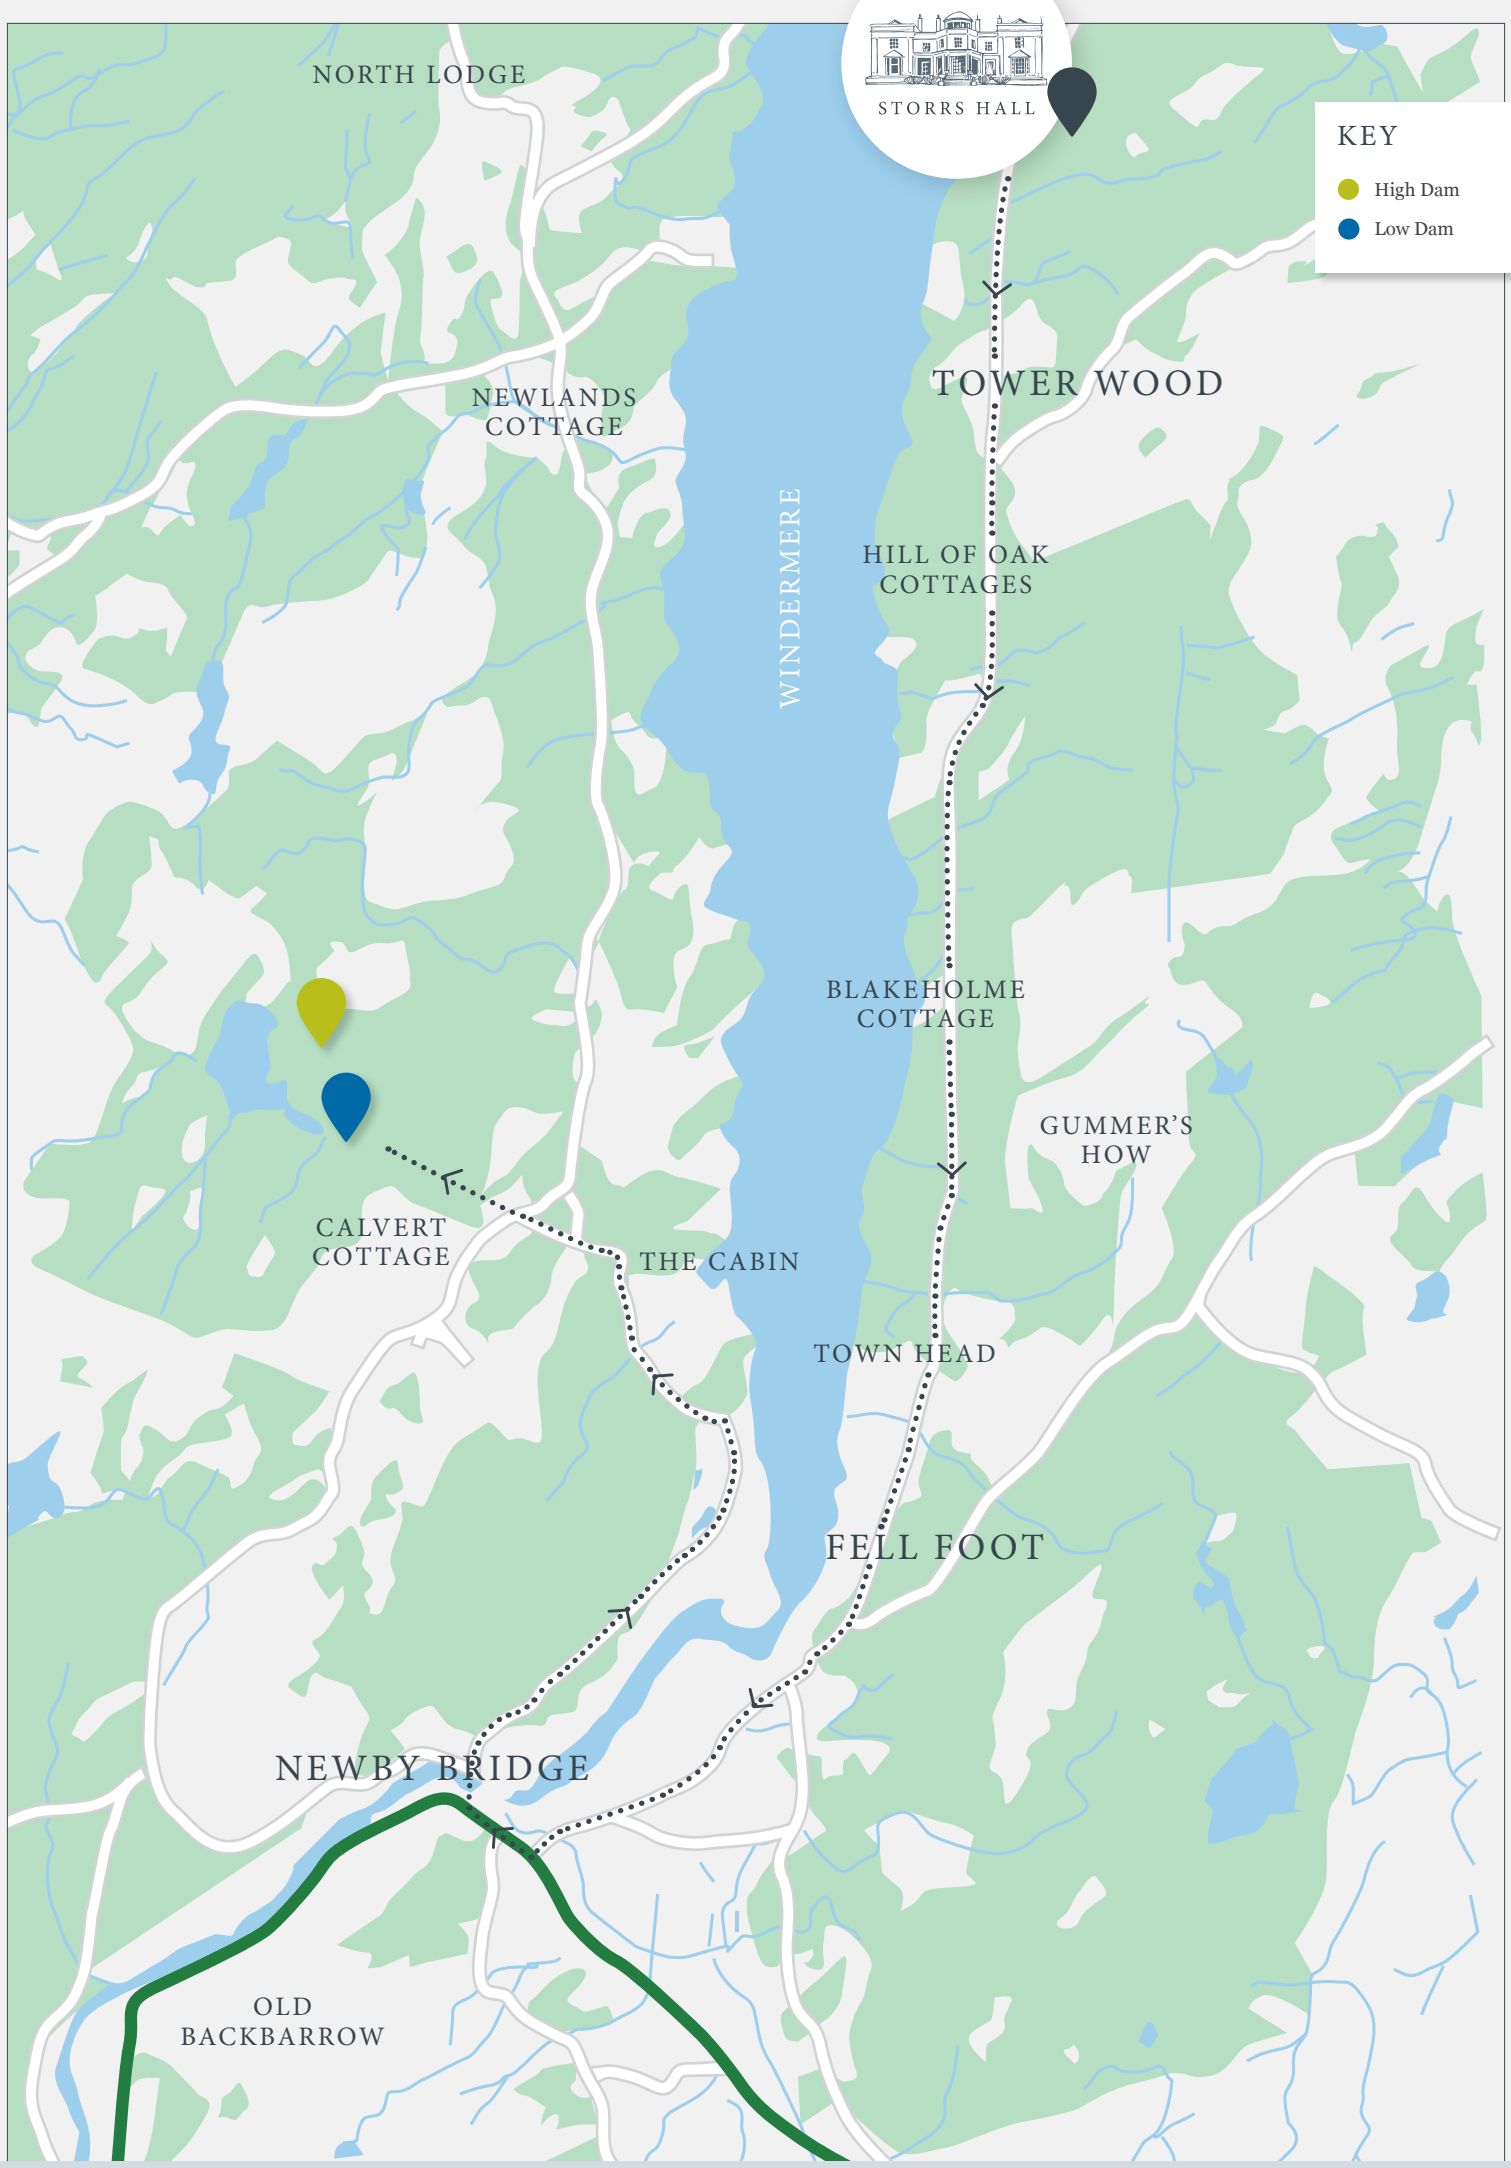 NORTH LODGE
STORRS HALL
KEY
High Dam
Low Dam
TOWER WOOD
NEWLANDS
COTTAGE
WINDERMERE
HILL OF OAK
COTTAGES
BLAKEHOLME
COTTAGE
GUMMER’S
HOW
CALVERT
COTTAGE
THE CABIN
TOWN HEAD
FELL FOOT
NEWBY BRIDGE
OLD
BACKBARROW